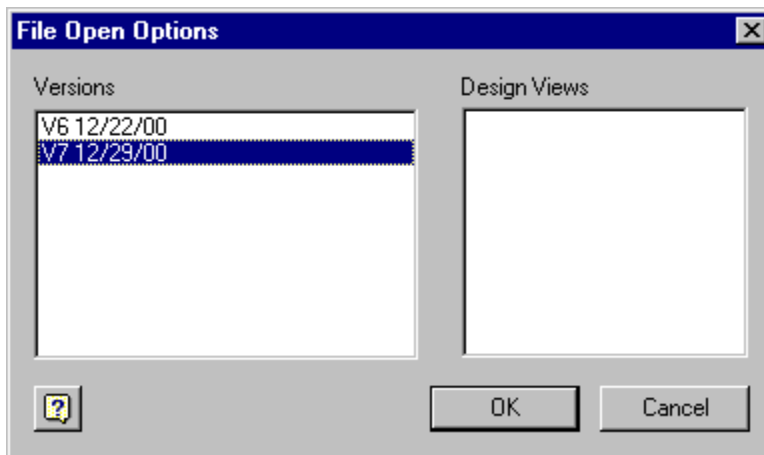 File Open Options
Versions
Design Views
V6 12/22/00
V7 12/29/00
?
OK
Cancel